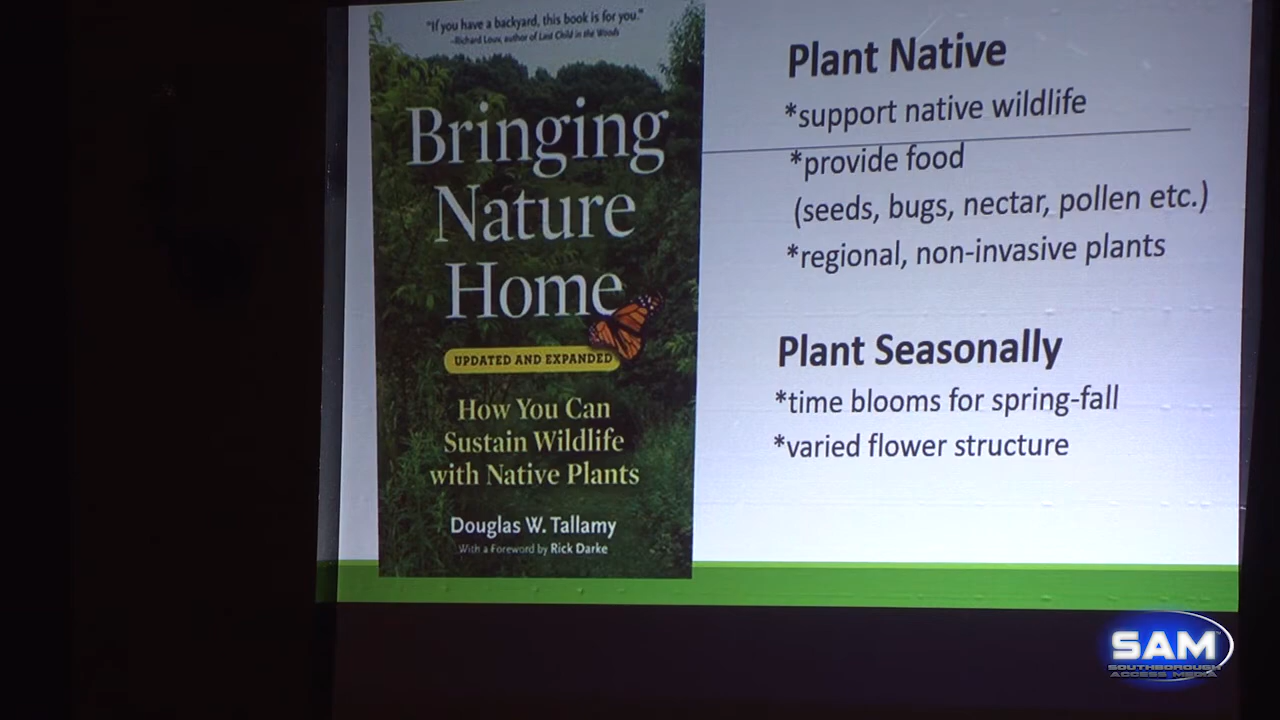 "If you have a backyard, this book is for you."
–Richard Louv, author of Last Child in the Woods
Bringing
Nature
Home
UPDATED AND EXPANDED
How You Can
Sustain Wildlife
with Native Plants
Douglas W. Tallamy
With a Foreword by Rick Darke
Plant Native
*support native wildlife
*provide food
(seeds, bugs, nectar, pollen etc.)
*regional, non-invasive plants
Plant Seasonally
*time blooms for spring-fall
*varied flower structure
SAM
SOUTHBOROUGH
ACCESS MEDIA